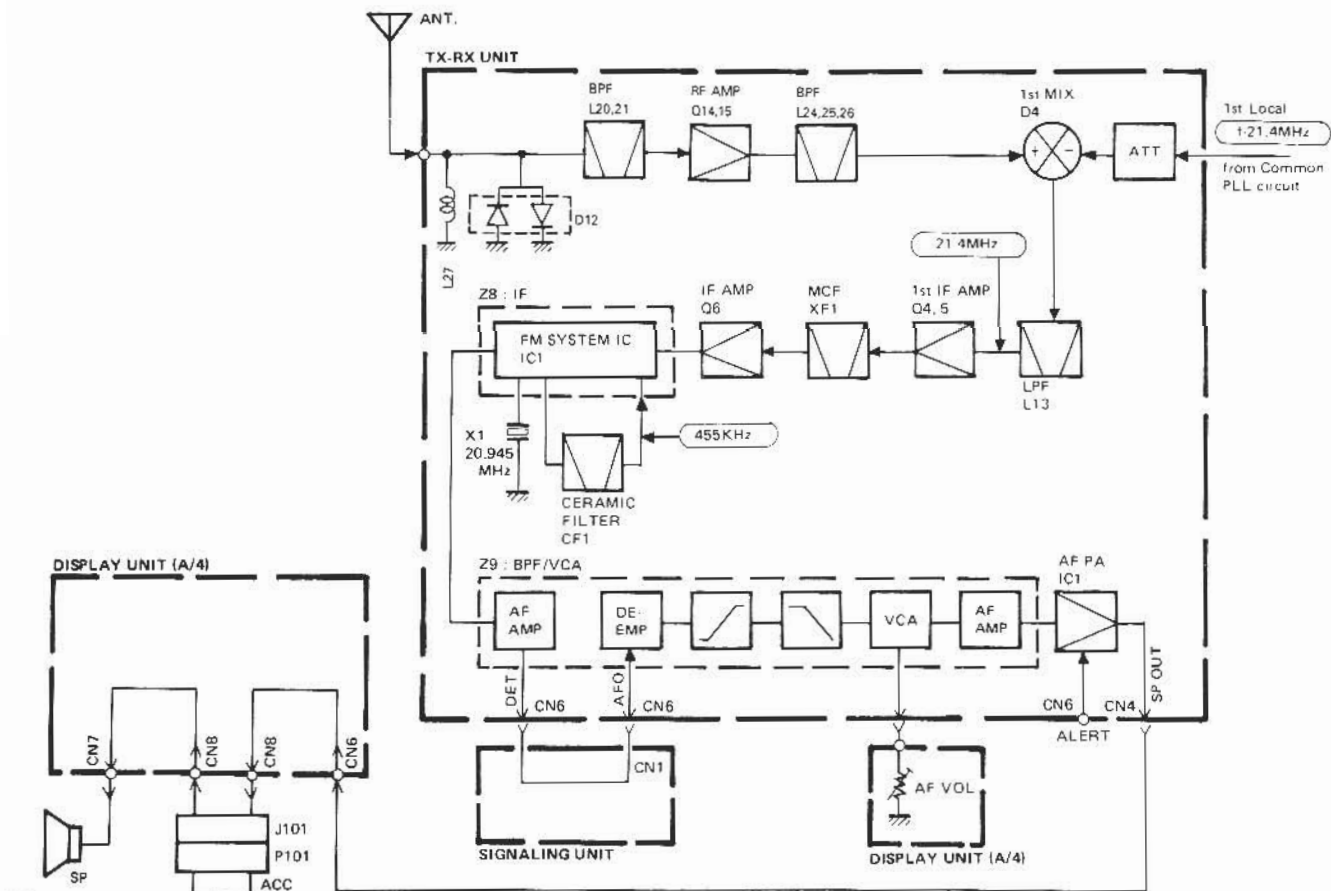 ANT.
TX-RX UNIT
BPF
L20,21
RF AMP
Q14,15
BPF
L24,25,26
1st MIX
D4
1st Local
f-21.4MHz
ATT
from Common
PLL circuit
+
-
D12
L27
21.4MHz
Z8 : IF
IF AMP
Q6
MCF
XF1
1st IF AMP
Q4, 5
FM SYSTEM IC
IC1
LPF
L13
X1
20.945
MHz
455KHz
CERAMIC
FILTER
CF1
DISPLAY UNIT (A/4)
Z9 : BPF/VCA
AF PA
IC1
AF
AMP
DE-
EMP
VCA
AF
AMP
DET
AFO
SP OUT
CN6
CN6
CN6
CN4
ALERT
CN7
CN8
CN8
CN6
CN1
AF VOL
J101
P101
SP
ACC
SIGNALING UNIT
DISPLAY UNIT (A/4)